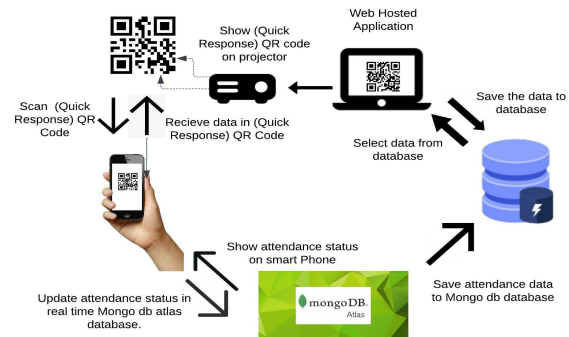 Web Hosted
Application
Show (Quick
Response) QR code
on projector
Scan  (Quick
Response) QR
Code
Recieve data in (Quick
Response) QR Code
Save the data to
database
Select data from
database
Show attendance status
on smart Phone
mongoDB.
Atlas
Update attendance status in
real time Mongo db atlas
database.
Save attendance data
to Mongo db database